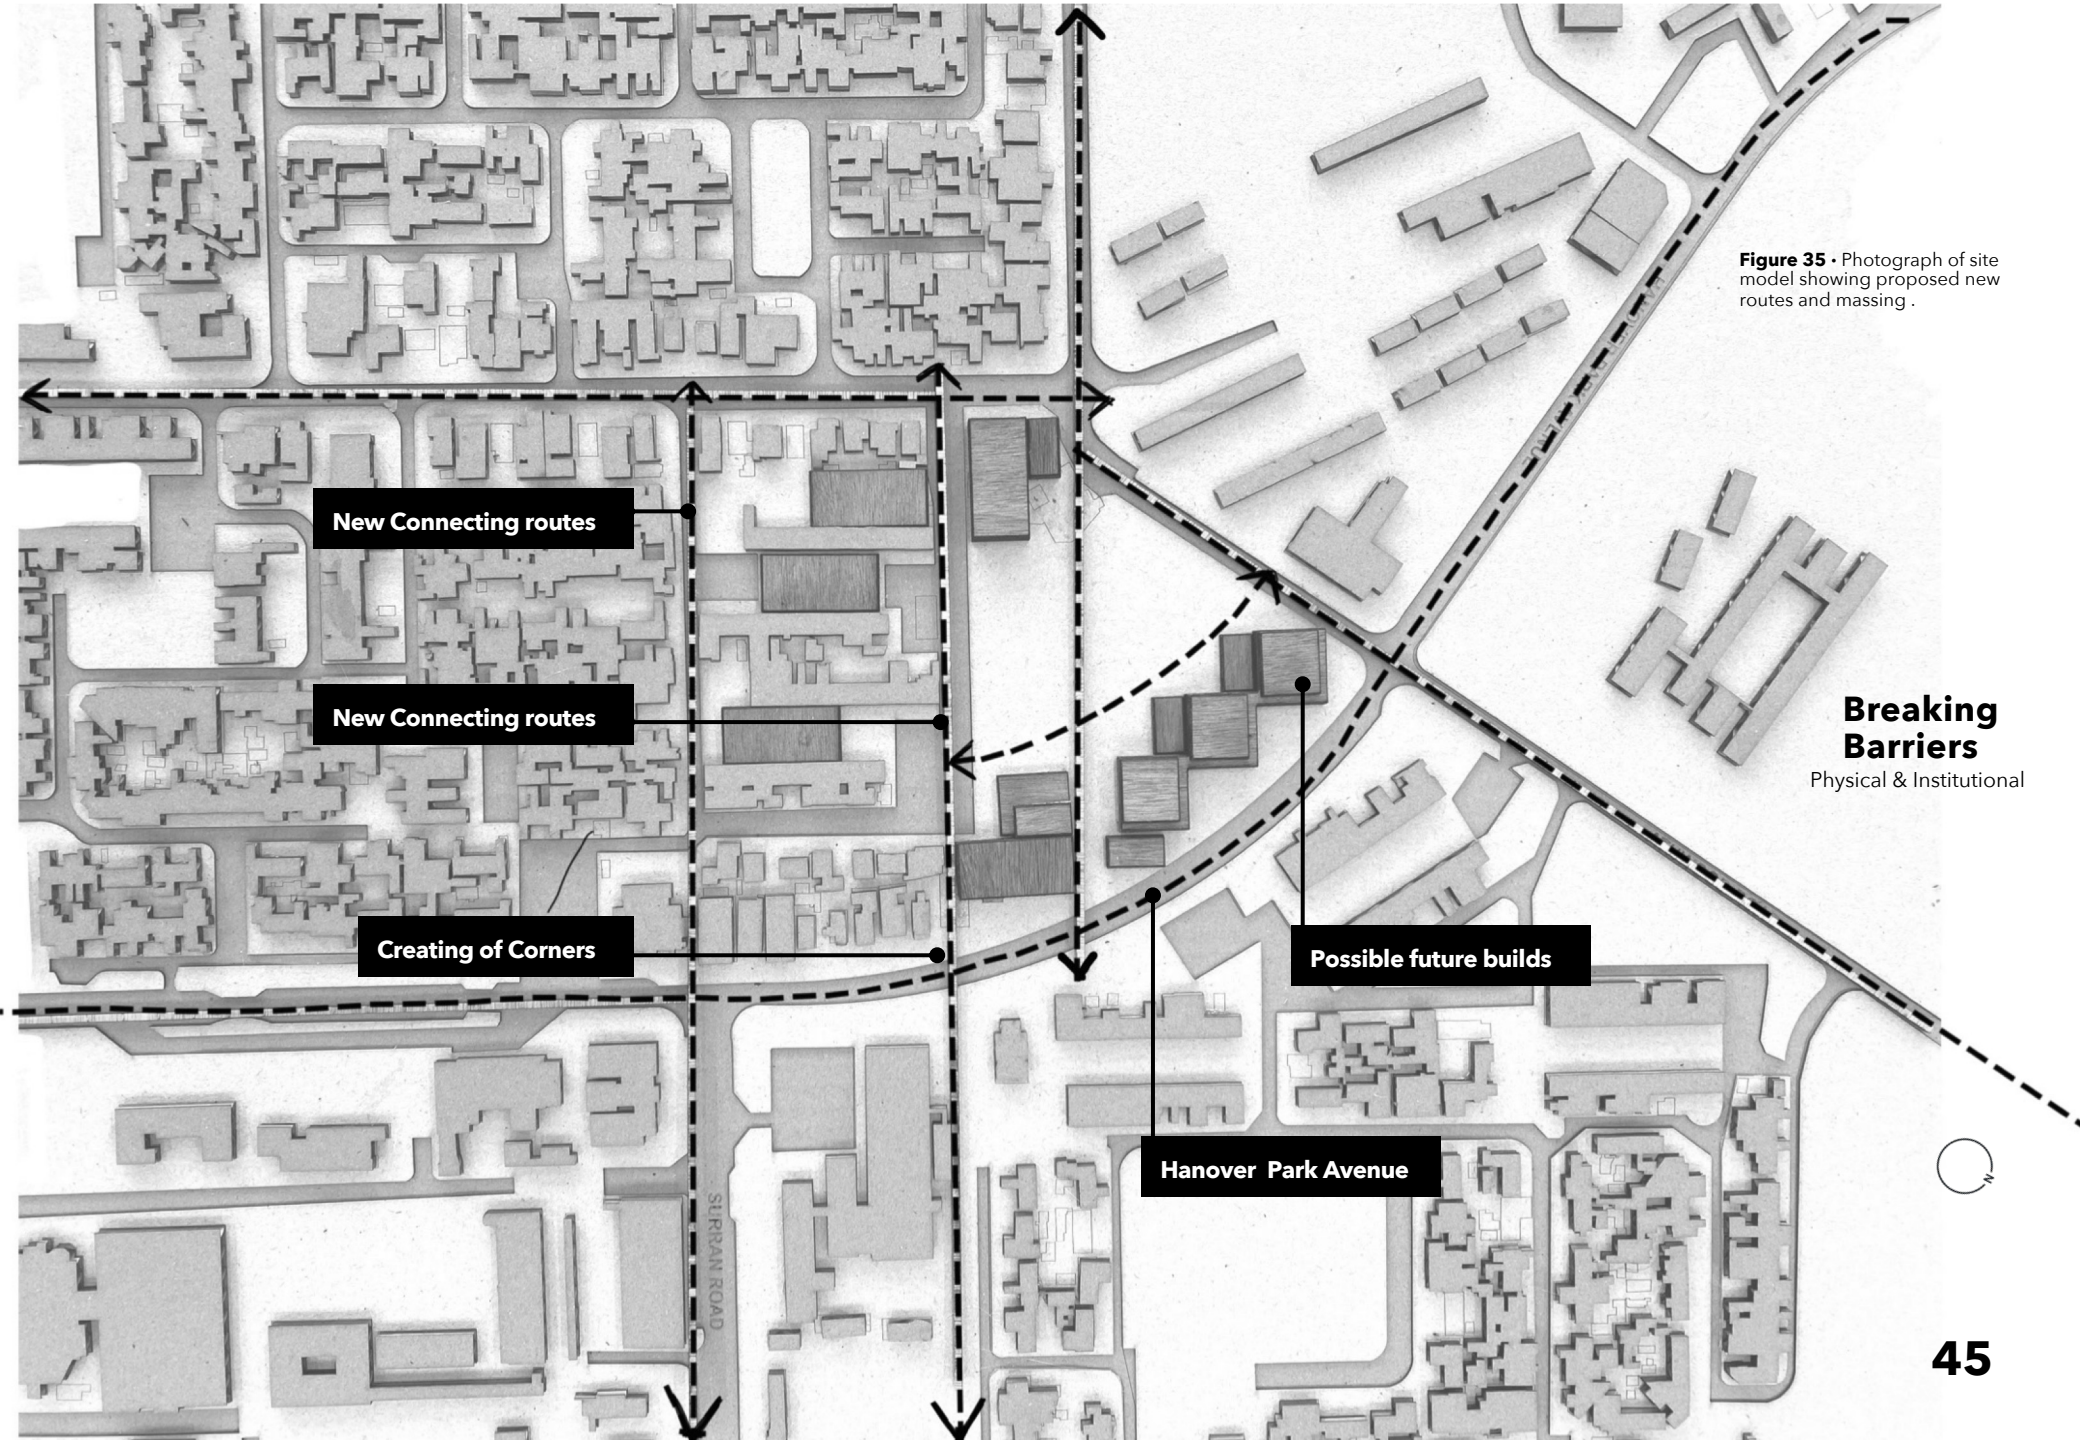 Figure 35 • Photograph of site
model showing proposed new
routes and massing .
New Connecting routes
New Connecting routes
Breaking
Barriers
Physical & Institutional
Creating of Corners
Possible future builds
Hanover  Park Avenue
N
SURRAN ROAD
45